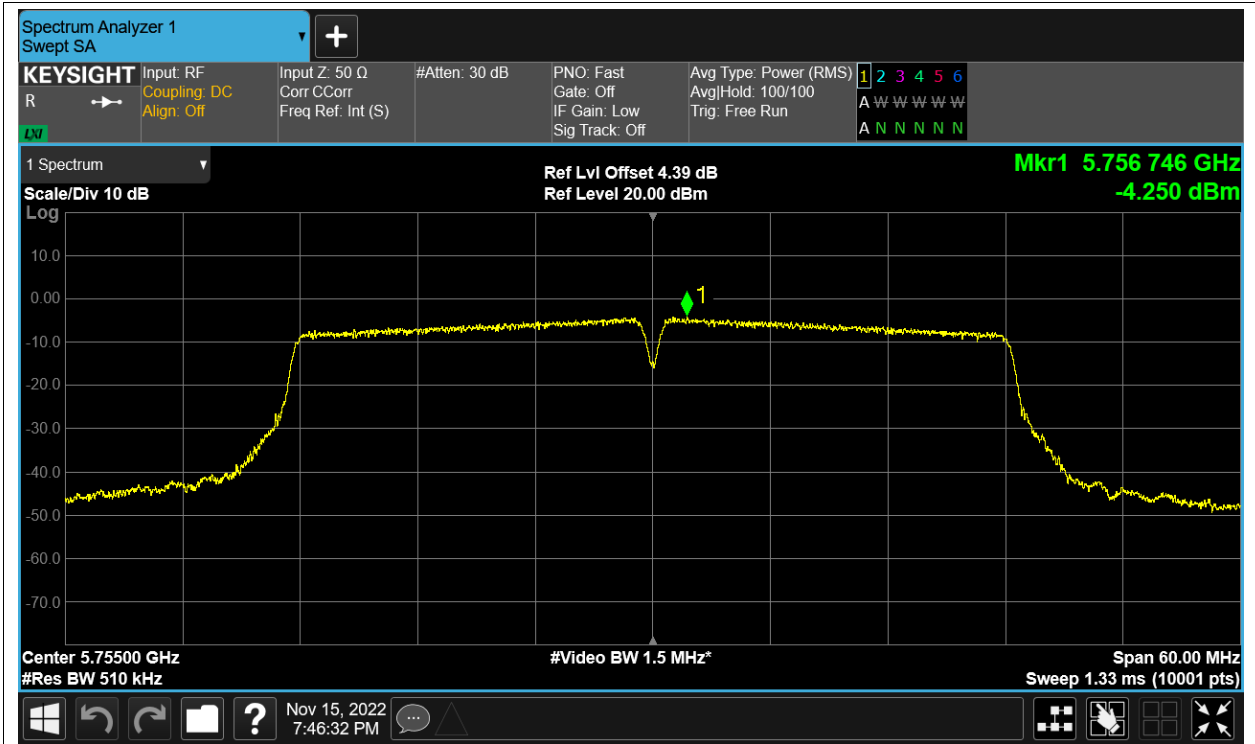 Spectrum Analyzer 1
Swept SA
KEYSIGHT
R
LXI
Input: RF
Coupling: DC
Align: Off
Input Z: 50 Ω
Corr CCorr
Freq Ref: Int (S)
#Atten: 30 dB
PNO: Fast
Gate: Off
IF Gain: Low
Sig Track: Off
Avg Type: Power (RMS)
Avg|Hold: 100/100
Trig: Free Run
1 2 3 4 5 6
A W W W W W
A N N N N N
1 Spectrum
Scale/Div 10 dB
Log
Ref Lvl Offset 4.39 dB
Ref Level 20.00 dBm
Mkr1 5.756 746 GHz
-4.250 dBm
1
10.0
0.00
-10.0
-20.0
-30.0
-40.0
-50.0
-60.0
-70.0
Center 5.75500 GHz
#Res BW 510 kHz
#Video BW 1.5 MHz*
Span 60.00 MHz
Sweep 1.33 ms (10001 pts)
?
Nov 15, 2022
7:46:32 PM